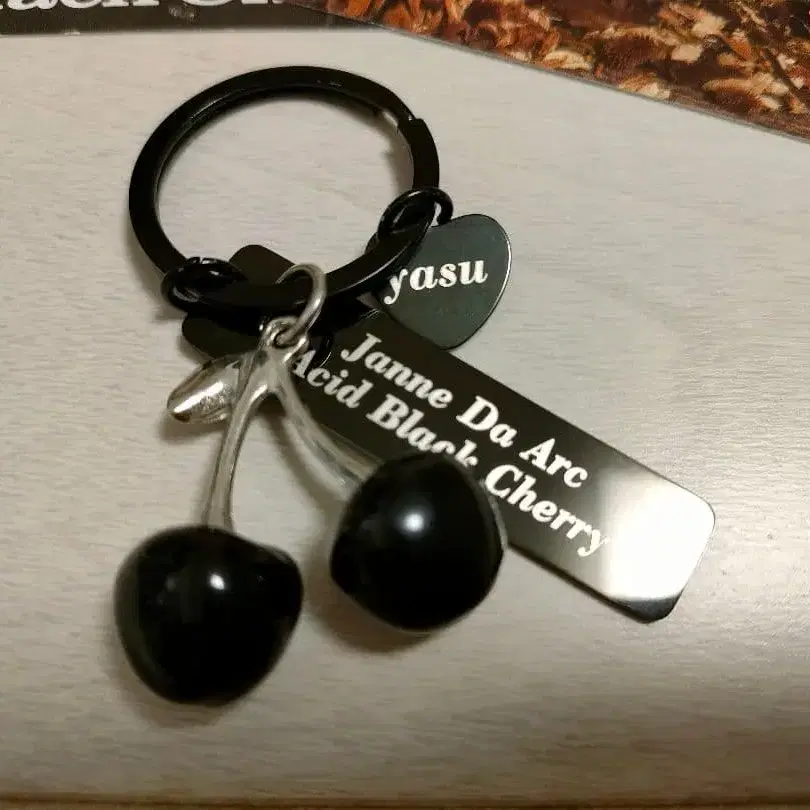 yasu
Janne Da Arc
Acid Black Cherry